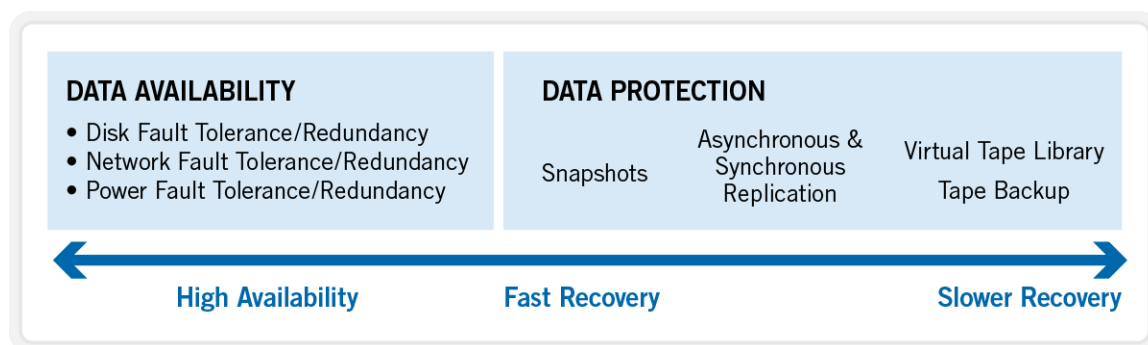 DATA AVAILABILITY
• Disk Fault Tolerance/Redundancy
• Network Fault Tolerance/Redundancy
• Power Fault Tolerance/Redundancy
DATA PROTECTION
Snapshots
Asynchronous &
Synchronous
Replication
Virtual Tape Library
Tape Backup
High Availability
Fast Recovery
Slower Recovery